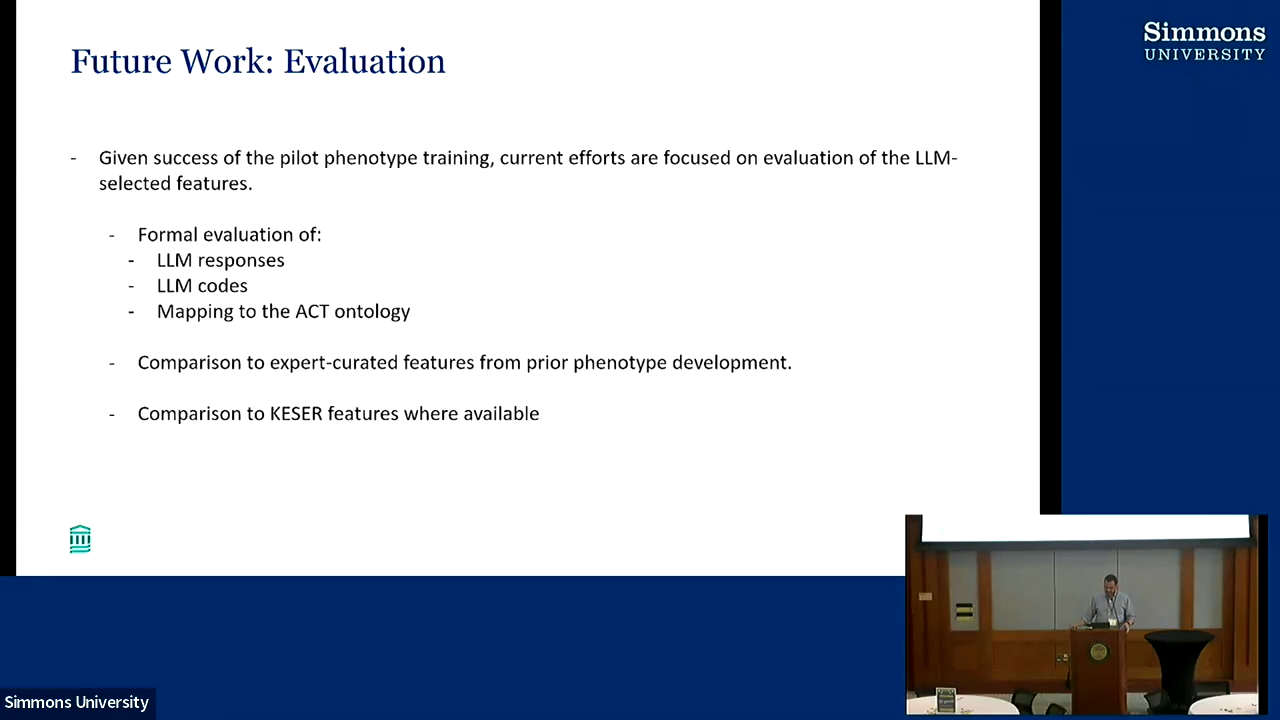 Future Work: Evaluation
Simmons
UNIVERSITY
- Given success of the pilot phenotype training, current efforts are focused on evaluation of the LLM-
selected features.
- Formal evaluation of:
- LLM responses
- LLM codes
- Mapping to the ACT ontology
- Comparison to expert-curated features from prior phenotype development.
- Comparison to KESER features where available
Simmons University